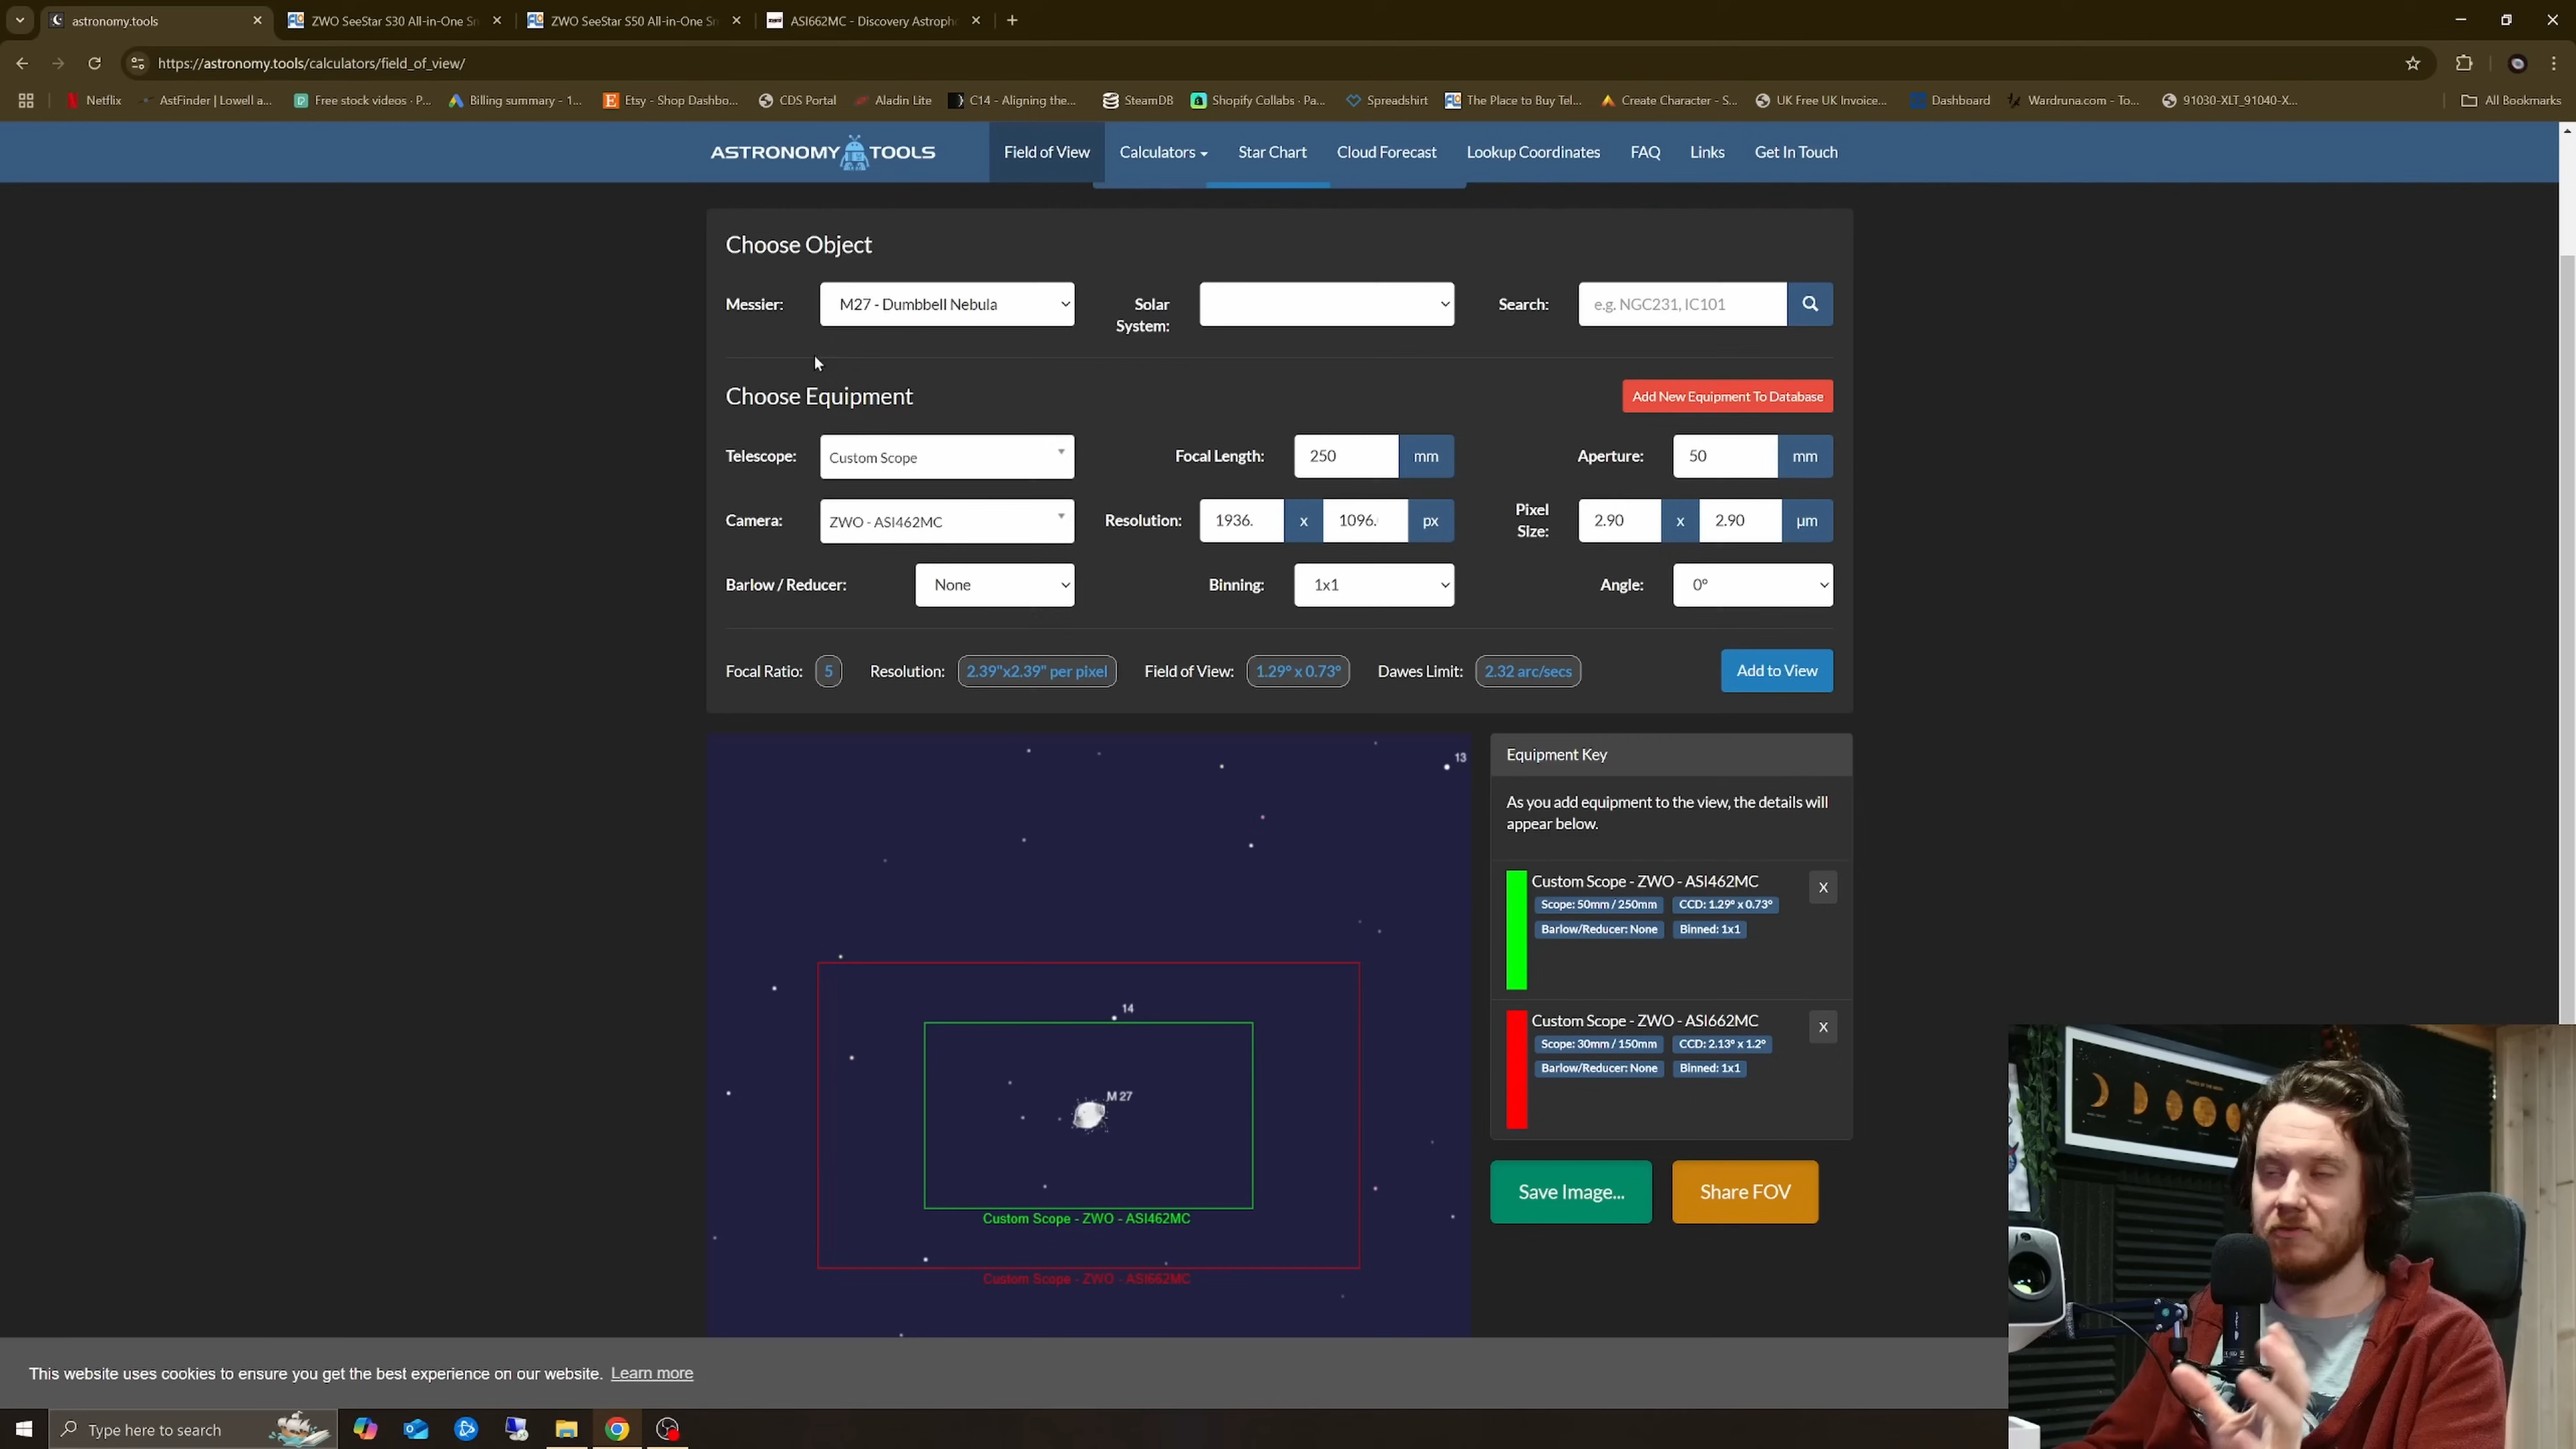 astronomy.tools
ZWO SeeStar S30 All-in-One Sm
ZWO SeeStar S50 All-in-One Sm
ASI662MC - Discovery Astropho
https://astronomy.tools/calculators/field_of_view/
Netflix
AstFinder | Lowell a...
Free stock videos · P...
Billing summary – 1...
Etsy - Shop Dashbo...
CDS Portal
Aladin Lite
C14 - Aligning the...
SteamDB
Shopify Collabs · Pa...
Spreadshirt
The Place to Buy Tel...
Create Character - S...
UK Free UK Invoice...
Dashboard
Wardruna.com - To...
91030-XLT_91040-X...
All Bookmarks
ASTRONOMY TOOLS
Field of View
Calculators
Star Chart
Cloud Forecast
Lookup Coordinates
FAQ
Links
Get In Touch
Choose Object
Messier:
M27 - Dumbbell Nebula
Solar
System:
Search:
e.g. NGC231, IC101
Choose Equipment
Add New Equipment To Database
Telescope:
Custom Scope
Focal Length:
250
mm
Aperture:
50
mm
Camera:
ZWO - ASI462MC
Resolution:
1936.
x
1096.
px
Pixel
Size:
2.90
x
2.90
µm
Barlow / Reducer:
None
Binning:
1x1
Angle:
0º
Focal Ratio:
5
Resolution:
2.39"x2.39" per pixel
Field of View:
1.29° x 0.73°
Dawes Limit:
2.32 arc/secs
Add to View
13
14
M 27
Custom Scope - ZWO - ASI462MC
Custom Scope - ZWO - ASI662MC
Equipment Key
As you add equipment to the view, the details will
appear below.
Custom Scope - ZWO - ASI462MC
X
Scope: 50mm / 250mm
CCD: 1.29° x 0.73°
Barlow/Reducer: None
Binned: 1x1
Custom Scope - ZWO - ASI662MC
X
Scope: 30mm / 150mm
CCD: 2.13° x 1.2°
Barlow/Reducer: None
Binned: 1x1
Save Image...
Share FOV
This website uses cookies to ensure you get the best experience on our website. Learn more
Type here to search